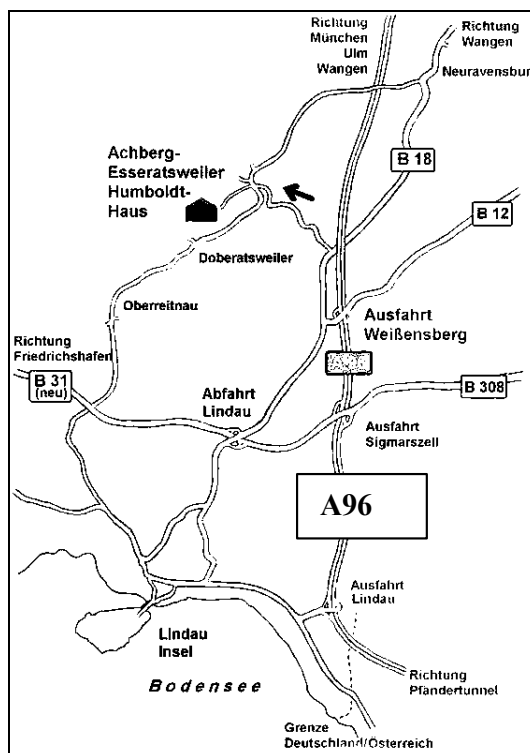 Richtung
München
Ulm
Wangen
Richtung
Wangen
Neuravensbur
Achberg-
Esseratsweiler
Humboldt-
Haus
B 18
B 12
Doberatsweiler
Oberreitnau
Ausfahrt
Weißensberg
Richtung
Friedrichshafen
B 31
(neu)
Abfahrt
Lindau
B 308
Ausfahrt
Sigmarszell
A96
Ausfahrt
Lindau
Lindau
Insel
Bodensee
Richtung
Pfändertunnel
Grenze
Deutschland/Österreich